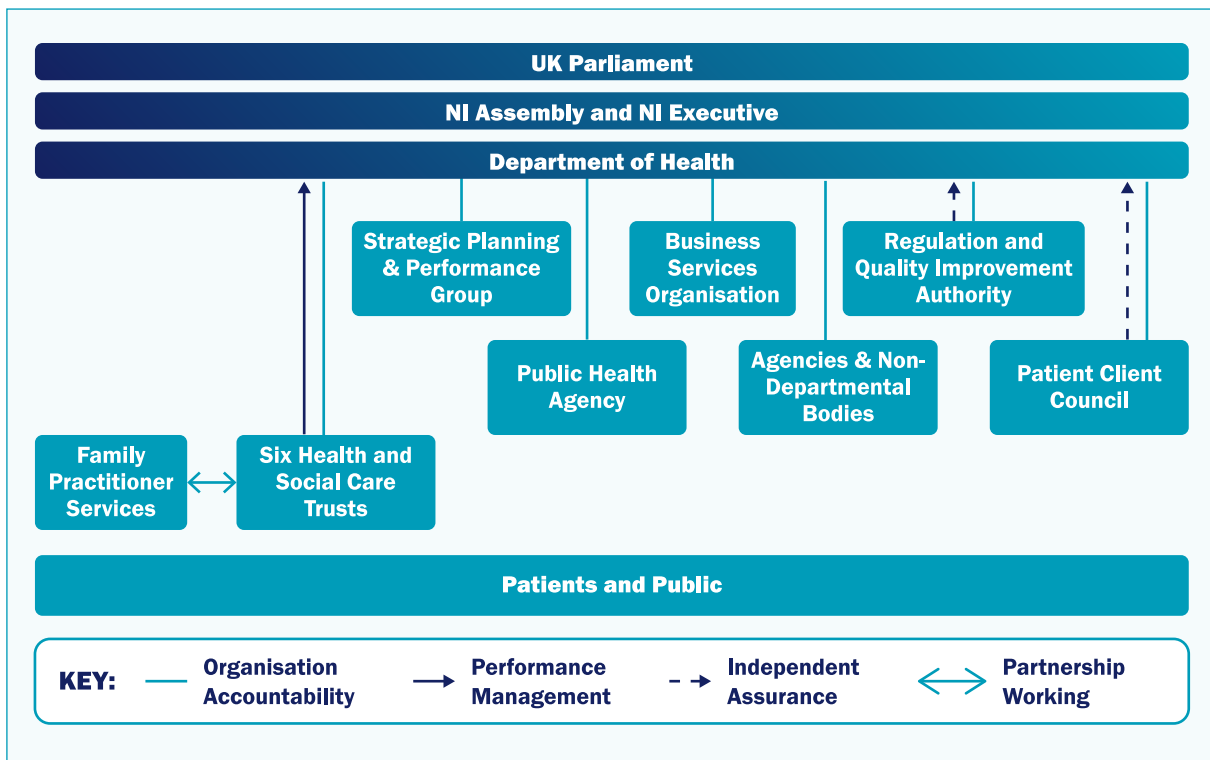 UK Parliament
NI Assembly and NI Executive
Department of Health
Strategic Planning
& Performance
Group
Business
Services
Organisation
Regulation and
Quality Improvement
Authority
Public Health
Agency
Agencies & Non-
Departmental
Bodies
Patient Client
Council
Family
Practitioner
Services
Six Health and
Social Care
Trusts
Patients and Public
KEY:
Organisation
Accountability
Performance
Management
Independent
Assurance
Partnership
Working